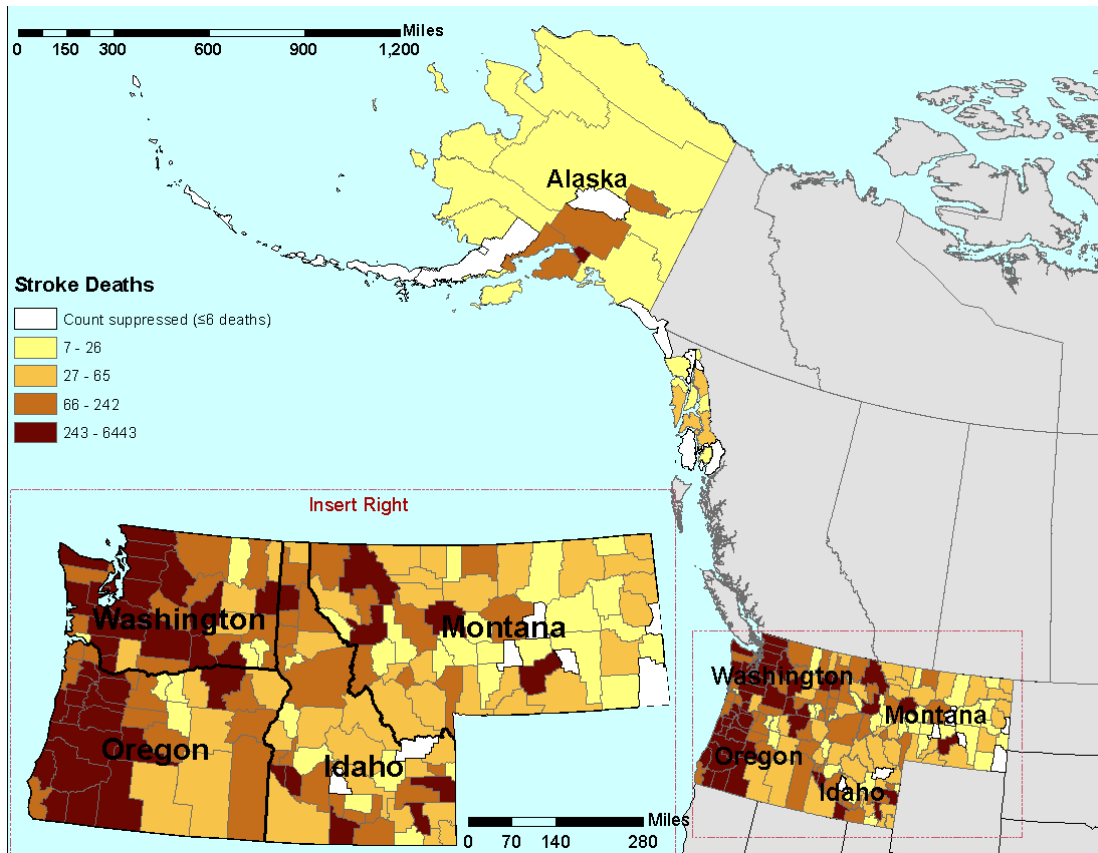 Miles
0 150 300 600 900 1,200
Alaska
Stroke Deaths
Count suppressed (≤6 deaths)
7 - 26
27 - 65
66 - 242
243 - 6443
Insert Right
Washington
Montana
Oregon
Idaho
Miles
0 70 140 280
Washington
Montana
Oregon
Idaho